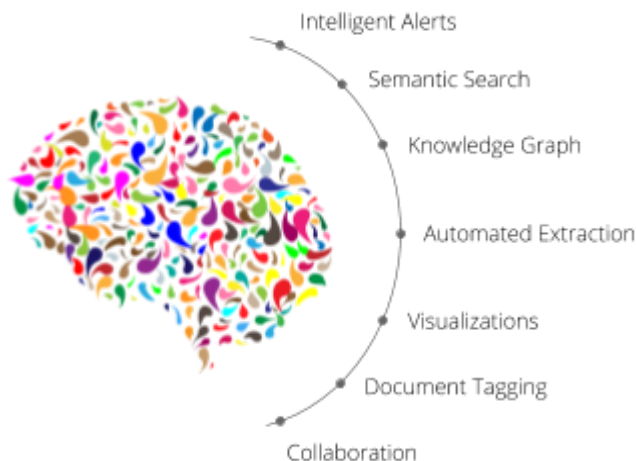 Intelligent Alerts
Semantic Search
Knowledge Graph
Automated Extraction
Visualizations
Document Tagging
Collaboration